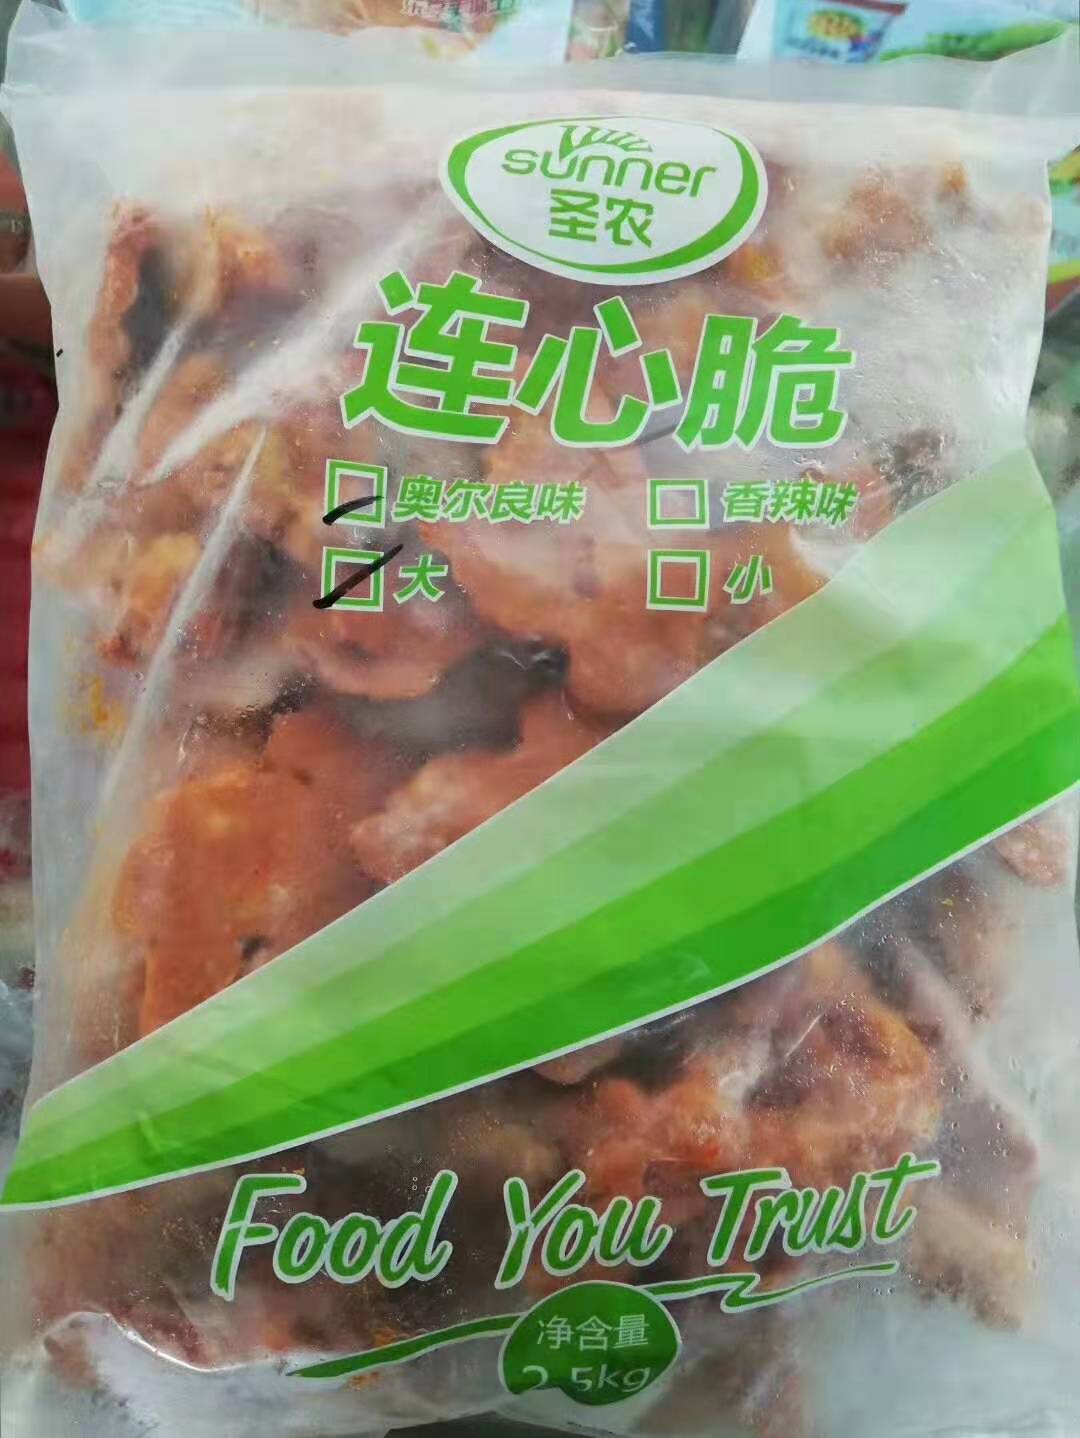 sunner
圣农
连心脆
奥尔良味 香辣味
大 小
Food You Trust
净含量
2.5kg